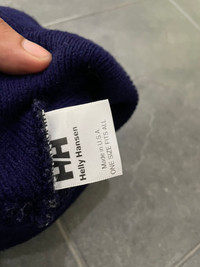 HH
Helly Hansen
Made in U.S.A.
ONE SIZE FITS ALL